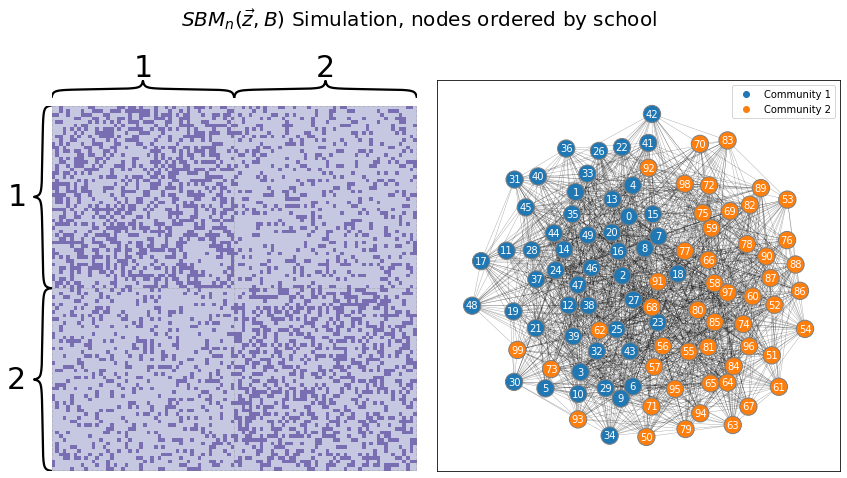 SBMₙ(z⃗, B) Simulation, nodes ordered by school
1 2
1
2
Community 1
Community 2
42
83
70
36 26 22 41
92
31 40 33
4 98 72 89
1 13 53
45 35 0 15 75 69 82
44 49 20 7 59 76
11 28 14 16 8 77 78 90
17 24 46 66 88
37 47 2 91 18 58 87
27 97 60 86
48 19 12 38 68 80 52
21 62 25 23 85 74 54
39
99 32 43 56 55 81 96 51
73 3 57 84
30 5 29 6 95 65 64 61
10 9 71 94 67
93 79 63
34 50